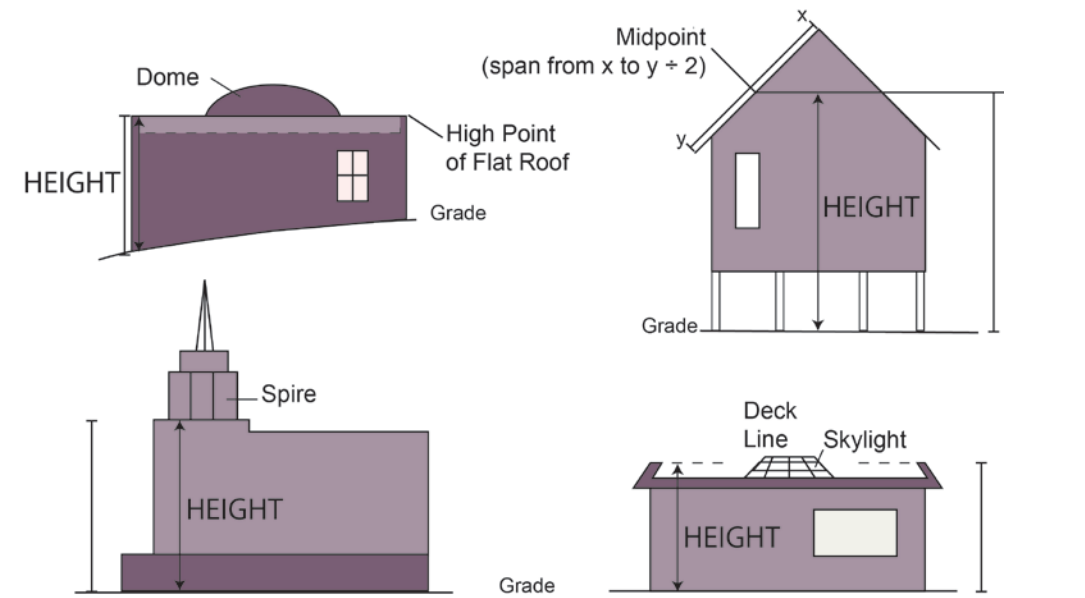 Dome
HEIGHT
High Point
of Flat Roof
Grade
x
Midpoint
(span from x to y ÷ 2)
y
HEIGHT
Grade
Spire
HEIGHT
Grade
Deck
Line
Skylight
HEIGHT